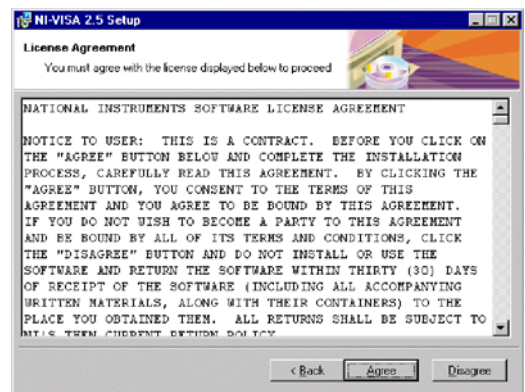 NI-VISA 2.5 Setup
License Agreement
You must agree with the license displayed below to proceed
NATIONAL INSTRUMENTS SOFTWARE LICENSE AGREEMENT
NOTICE TO USER: THIS IS A CONTRACT. BEFORE YOU CLICK ON
THE "AGREE" BUTTON BELOW AND COMPLETE THE INSTALLATION
PROCESS, CAREFULLY READ THIS AGREEMENT. BY CLICKING THE
"AGREE" BUTTON, YOU CONSENT TO THE TERMS OF THIS
AGREEMENT AND YOU AGREE TO BE BOUND BY THIS AGREEMENT.
IF YOU DO NOT WISH TO BECOME A PARTY TO THIS AGREEMENT
AND BE BOUND BY ALL OF ITS TERMS AND CONDITIONS, CLICK
THE "DISAGREE" BUTTON AND DO NOT INSTALL OR USE THE
SOFTWARE AND RETURN THE SOFTWARE WITHIN THIRTY (30) DAYS
OF RECEIPT OF THE SOFTWARE (INCLUDING ALL ACCOMPANYING
WRITTEN MATERIALS, ALONG WITH THEIR CONTAINERS) TO THE
PLACE YOU OBTAINED THEM. ALL RETURNS SHALL BE SUBJECT TO
NI'S THEN CURRENT RETURN POLICY
< Back Agree Disagree